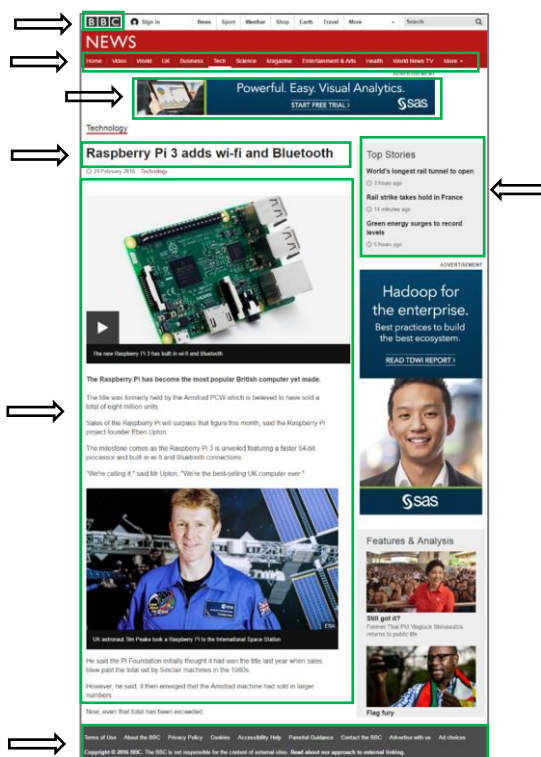 BBC Sign in News Sport Weather Shop Earth Travel More Search
NEWS
Home Video World UK Business Tech Science Magazine Entertainment & Arts Health World News TV More
Powerful. Easy. Visual Analytics.
START FREE TRIAL >
sas
Technology
Raspberry Pi 3 adds wi-fi and Bluetooth
29 February 2016 Technology
The new Raspberry Pi 3 has built in wi-fi and Bluetooth
The Raspberry Pi has become the most popular British computer yet made.
The title was formerly held by the Amstrad PCW which is believed to have sold a
total of eight million units.
Sales of the Raspberry Pi will surpass that figure this month, said the Raspberry Pi
project founder Eben Upton.
The milestone comes as the Raspberry Pi 3 is unveiled featuring a faster 64-bit
processor and built-in wi-fi and Bluetooth connections.
"We're calling it," said Mr Upton. "We're the best-selling UK computer ever."
ESA
UK astronaut Tim Peake took a Raspberry Pi to the International Space Station
He said the Pi Foundation initially thought it had won the title last year when sales
blew past the total set by Sinclair machines in the 1980s.
However, he said, it then emerged that the Amstrad machine had sold in larger
numbers.
Now, even that total has been exceeded.
Top Stories
World's longest rail tunnel to open
3 hours ago
Rail strike takes hold in France
14 minutes ago
Green energy surges to record
levels
5 hours ago
ADVERTISEMENT
Hadoop for
the enterprise.
Best practices to build
the best ecosystem.
READ TDWI REPORT >
sas
Features & Analysis
Still got it?
Former Thai PM Yingluck Shinawatra
returns to public life
Flag fury
Terms of Use About the BBC Privacy Policy Cookies Accessibility Help Parental Guidance Contact the BBC Advertise with us Ad choices
Copyright © 2016 BBC. The BBC is not responsible for the content of external sites. Read about our approach to external linking.